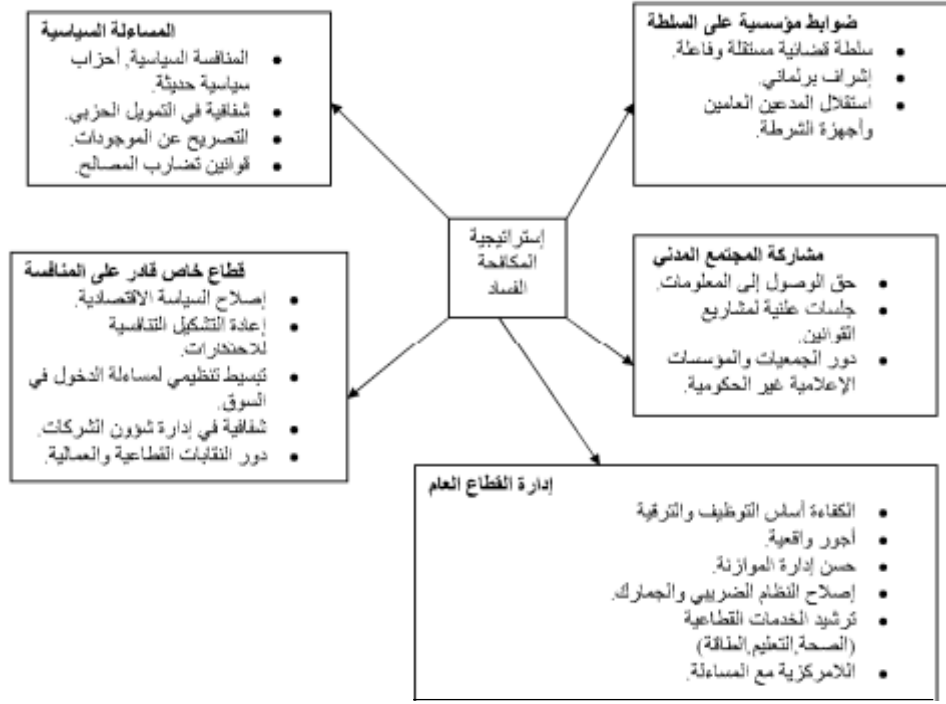 ضوابط مؤسسية على السلطة
سلطة قضائية مستقلة وفاعلة.
إشراف برلماني.
استقلال المدعين العامين
وأجهزة الشرطة.
المساءلة السياسية
المنافسة السياسية, أحزاب
سياسية حديثة.
شفافية في التمويل الحزبي.
التصريح عن الموجودات.
قوانين تضارب المصالح.
إستراتيجية
المكافحة
الفساد
مشاركة المجتمع المدني
حق الوصول إلى المعلومات.
جلسات علنية لمشاريع
القوانين.
دور الجمعيات والمؤسسات
الإعلامية غير الحكومية.
قطاع خاص قادر على المنافسة
إصلاح السياسة الاقتصادية.
إعادة التشكيل التنافسية
للاحتكارات.
تبسيط تنظيمي لمساءلة الدخول في
السوق.
شفافية في إدارة شؤون الشركات.
دور النقابات القطاعية والعمالية.
إدارة القطاع العام
الكفاءة أساس التوظيف والترقية
أجور واقعية.
حسن إدارة الموازنة.
إصلاح النظام الضريبي والجمارك.
ترشيد الخدمات القطاعية
(الصحة,التعليم,الطاقة)
اللامركزية مع المساءلة.